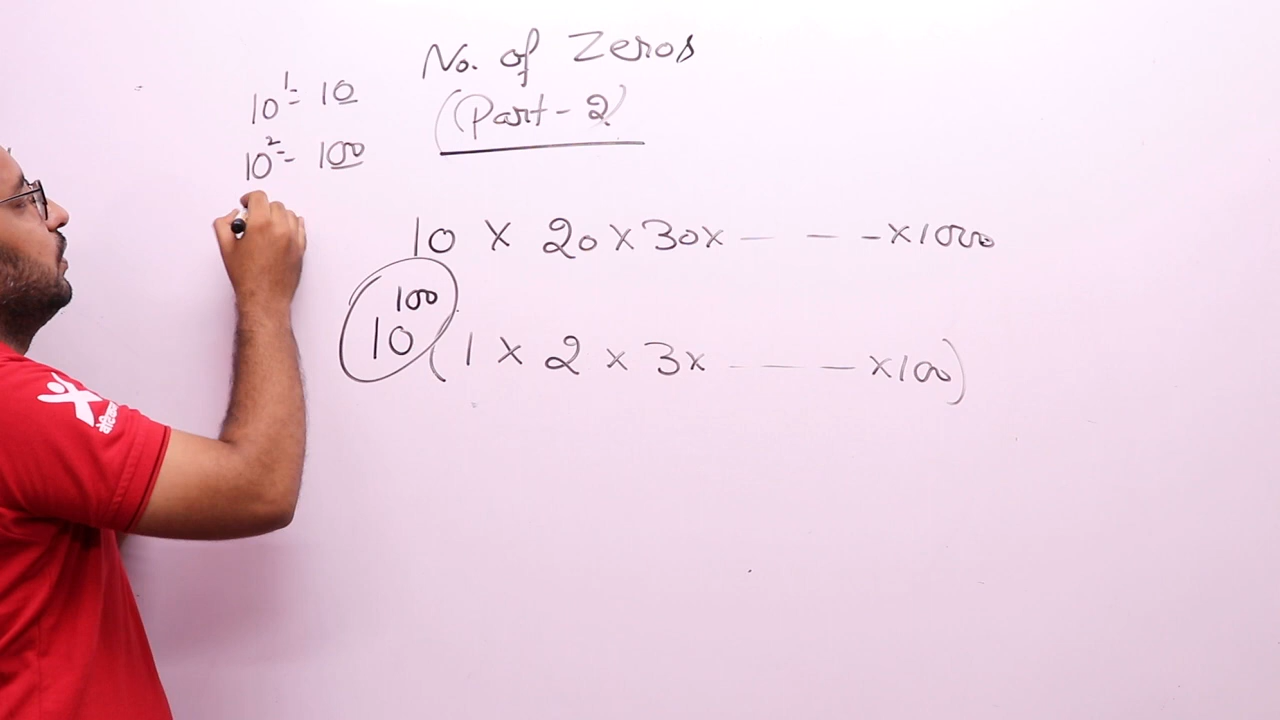 No. of Zeros
(Part - 2)
10¹ = 10
10² = 100
10 × 20 × 30 × — — — × 1000
10¹⁰⁰ (1 × 2 × 3 × — — — × 100)